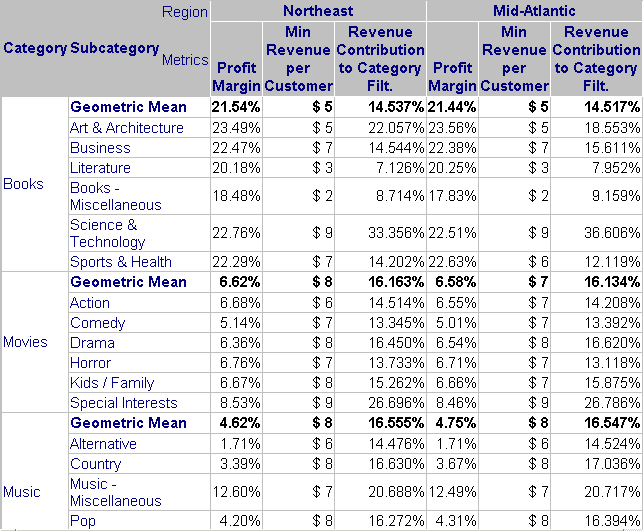 Region Northeast Mid-Atlantic
Category Subcategory Metrics Profit Margin Min Revenue per Customer Revenue Contribution to Category Filt. Profit Margin Min Revenue per Customer Revenue Contribution to Category Filt.
Books Geometric Mean 21.54% $ 5 14.537% 21.44% $ 5 14.517%
Art & Architecture 23.49% $ 5 22.057% 23.56% $ 5 18.553%
Business 22.47% $ 7 14.544% 22.38% $ 7 15.611%
Literature 20.18% $ 3 7.126% 20.25% $ 3 7.952%
Books - Miscellaneous 18.48% $ 2 8.714% 17.83% $ 2 9.159%
Science & Technology 22.76% $ 9 33.356% 22.51% $ 9 36.606%
Sports & Health 22.29% $ 7 14.202% 22.63% $ 6 12.119%
Movies Geometric Mean 6.62% $ 8 16.163% 6.58% $ 7 16.134%
Action 6.68% $ 6 14.514% 6.55% $ 7 14.208%
Comedy 5.14% $ 7 13.345% 5.01% $ 7 13.392%
Drama 6.36% $ 8 16.450% 6.54% $ 8 16.620%
Horror 6.76% $ 7 13.733% 6.71% $ 7 13.118%
Kids / Family 6.67% $ 8 15.262% 6.66% $ 7 15.875%
Special Interests 8.53% $ 9 26.696% 8.46% $ 9 26.786%
Music Geometric Mean 4.62% $ 8 16.555% 4.75% $ 8 16.547%
Alternative 1.71% $ 6 14.476% 1.71% $ 6 14.524%
Country 3.39% $ 8 16.630% 3.67% $ 8 17.036%
Music - Miscellaneous 12.60% $ 7 20.688% 12.49% $ 7 20.717%
Pop 4.20% $ 8 16.272% 4.31% $ 8 16.394%